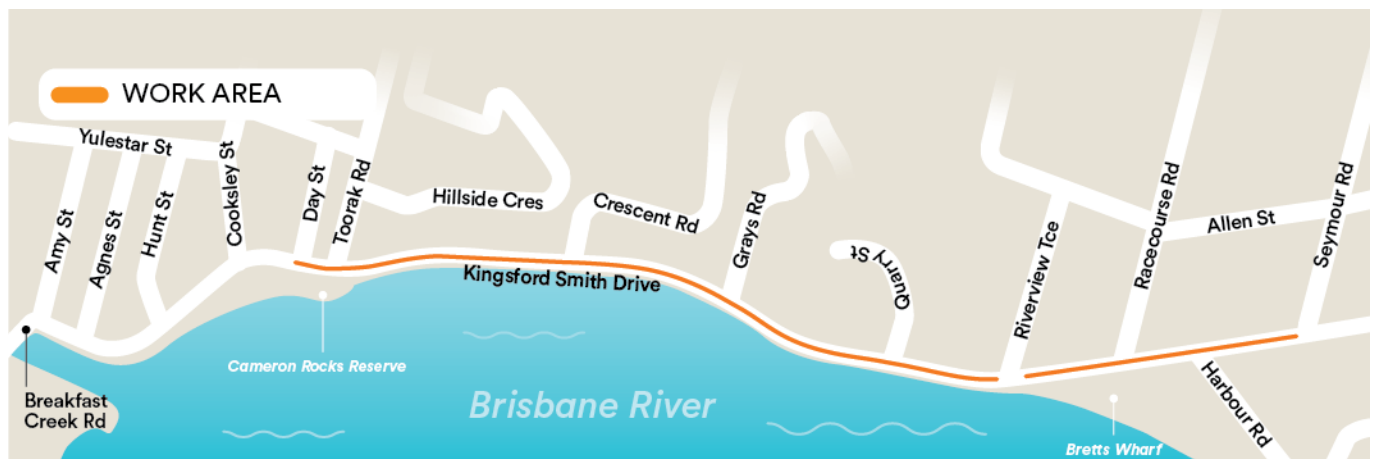 WORK AREA
Yulestar St
Amy St
Agnes St
Hunt St
Cooksley St
Day St
Toorak Rd
Hillside Cres
Crescent Rd
Grays Rd
Quarry St
Riverview Tce
Racecourse Rd
Allen St
Seymour Rd
Kingsford Smith Drive
Harbour Rd
Cameron Rocks Reserve
Brisbane River
Breakfast
Creek Rd
Bretts Wharf